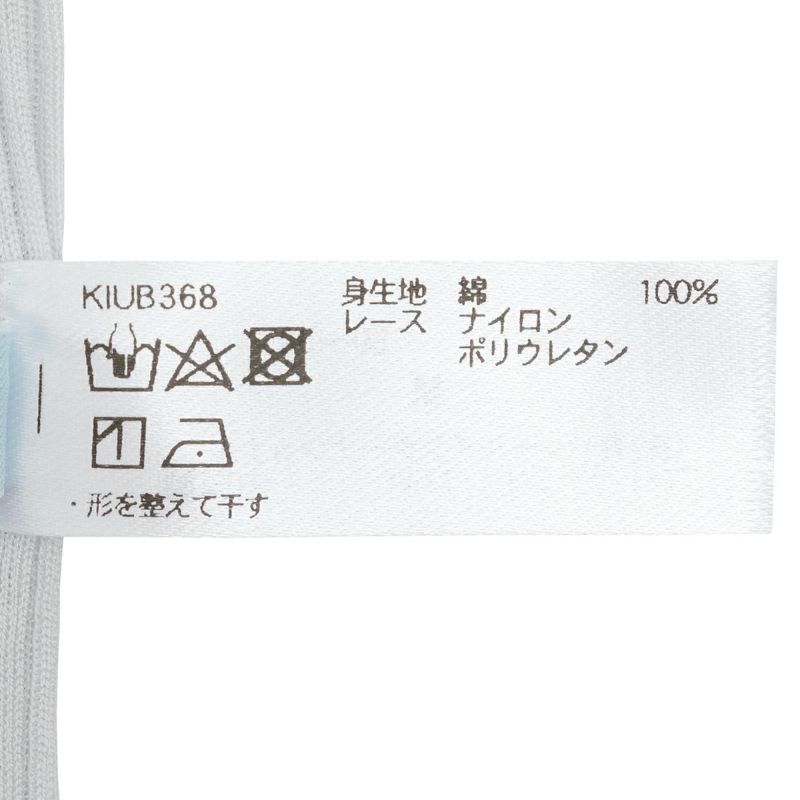 KIUB368
身生地 綿 100%
レース ナイロン
ポリウレタン
・形を整えて干す